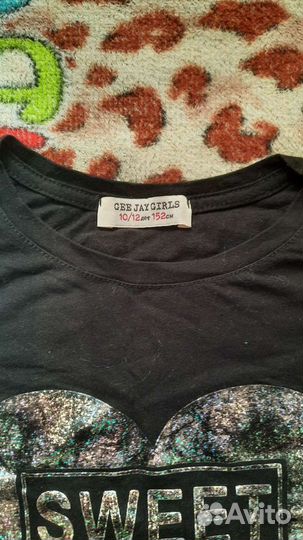 GEE JAY GIRLS
10/12 лет 152 см
SWEET
Avito